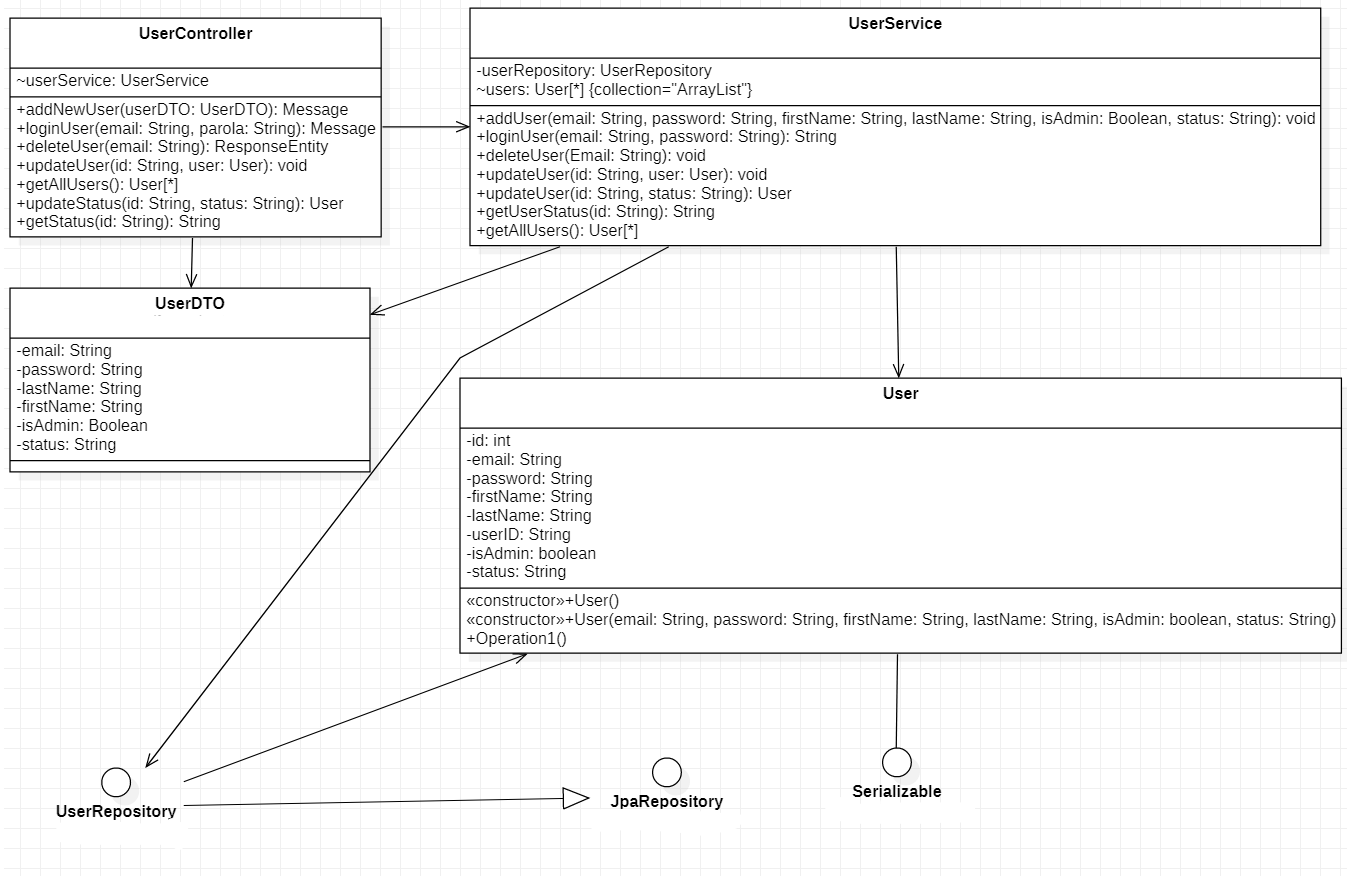 UserController
~userService: UserService
+addNewUser(userDTO: UserDTO): Message
+loginUser(email: String, parola: String): Message
+deleteUser(email: String): ResponseEntity
+updateUser(id: String, user: User): void
+getAllUsers(): User[*]
+updateStatus(id: String, status: String): User
+getStatus(id: String): String
UserService
-userRepository: UserRepository
~users: User[*] {collection="ArrayList"}
+addUser(email: String, password: String, firstName: String, lastName: String, isAdmin: Boolean, status: String): void
+loginUser(email: String, password: String): String
+deleteUser(Email: String): void
+updateUser(id: String, user: User): void
+updateUser(id: String, status: String): User
+getUserStatus(id: String): String
+getAllUsers(): User[*]
UserDTO
-email: String
-password: String
-lastName: String
-firstName: String
-isAdmin: Boolean
-status: String
User
-id: int
-email: String
-password: String
-firstName: String
-lastName: String
-userID: String
-isAdmin: boolean
-status: String
«constructor»+User()
«constructor»+User(email: String, password: String, firstName: String, lastName: String, isAdmin: boolean, status: String)
+Operation1()
UserRepository
JpaRepository
Serializable